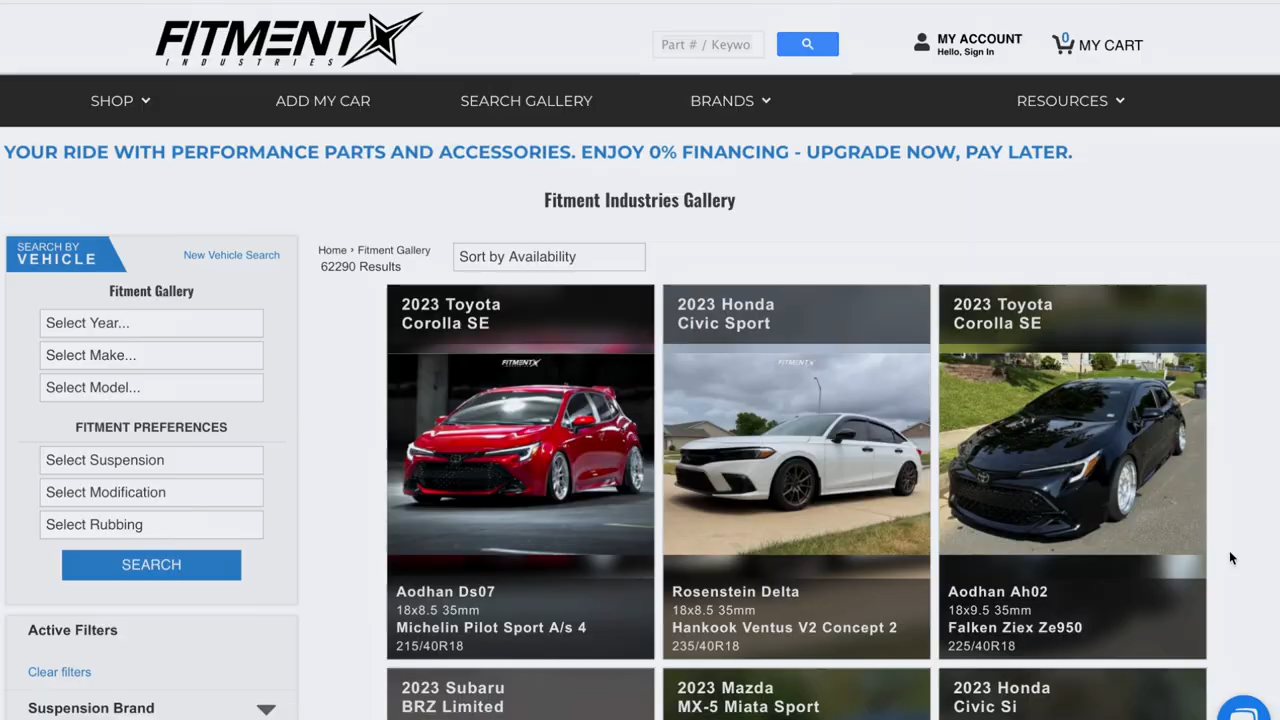 FITMENT
INDUSTRIES
Part # / Keywo
MY ACCOUNT
Hello, Sign In
0
MY CART
SHOP
ADD MY CAR
SEARCH GALLERY
BRANDS
RESOURCES
YOUR RIDE WITH PERFORMANCE PARTS AND ACCESSORIES. ENJOY 0% FINANCING - UPGRADE NOW, PAY LATER.
Fitment Industries Gallery
SEARCH BY
VEHICLE
New Vehicle Search
Fitment Gallery
Select Year...
Select Make...
Select Model...
FITMENT PREFERENCES
Select Suspension
Select Modification
Select Rubbing
SEARCH
Active Filters
Clear filters
Suspension Brand
Home › Fitment Gallery
62290 Results
Sort by Availability
2023 Toyota
Corolla SE
FITMENT
Aodhan Ds07
18x8.5 35mm
Michelin Pilot Sport A/s 4
215/40R18
2023 Honda
Civic Sport
FITMENT
Rosenstein Delta
18x8.5 35mm
Hankook Ventus V2 Concept 2
235/40R18
2023 Toyota
Corolla SE
Aodhan Ah02
18x9.5 35mm
Falken Ziex Ze950
225/40R18
2023 Subaru
BRZ Limited
2023 Mazda
MX-5 Miata Sport
2023 Honda
Civic Si